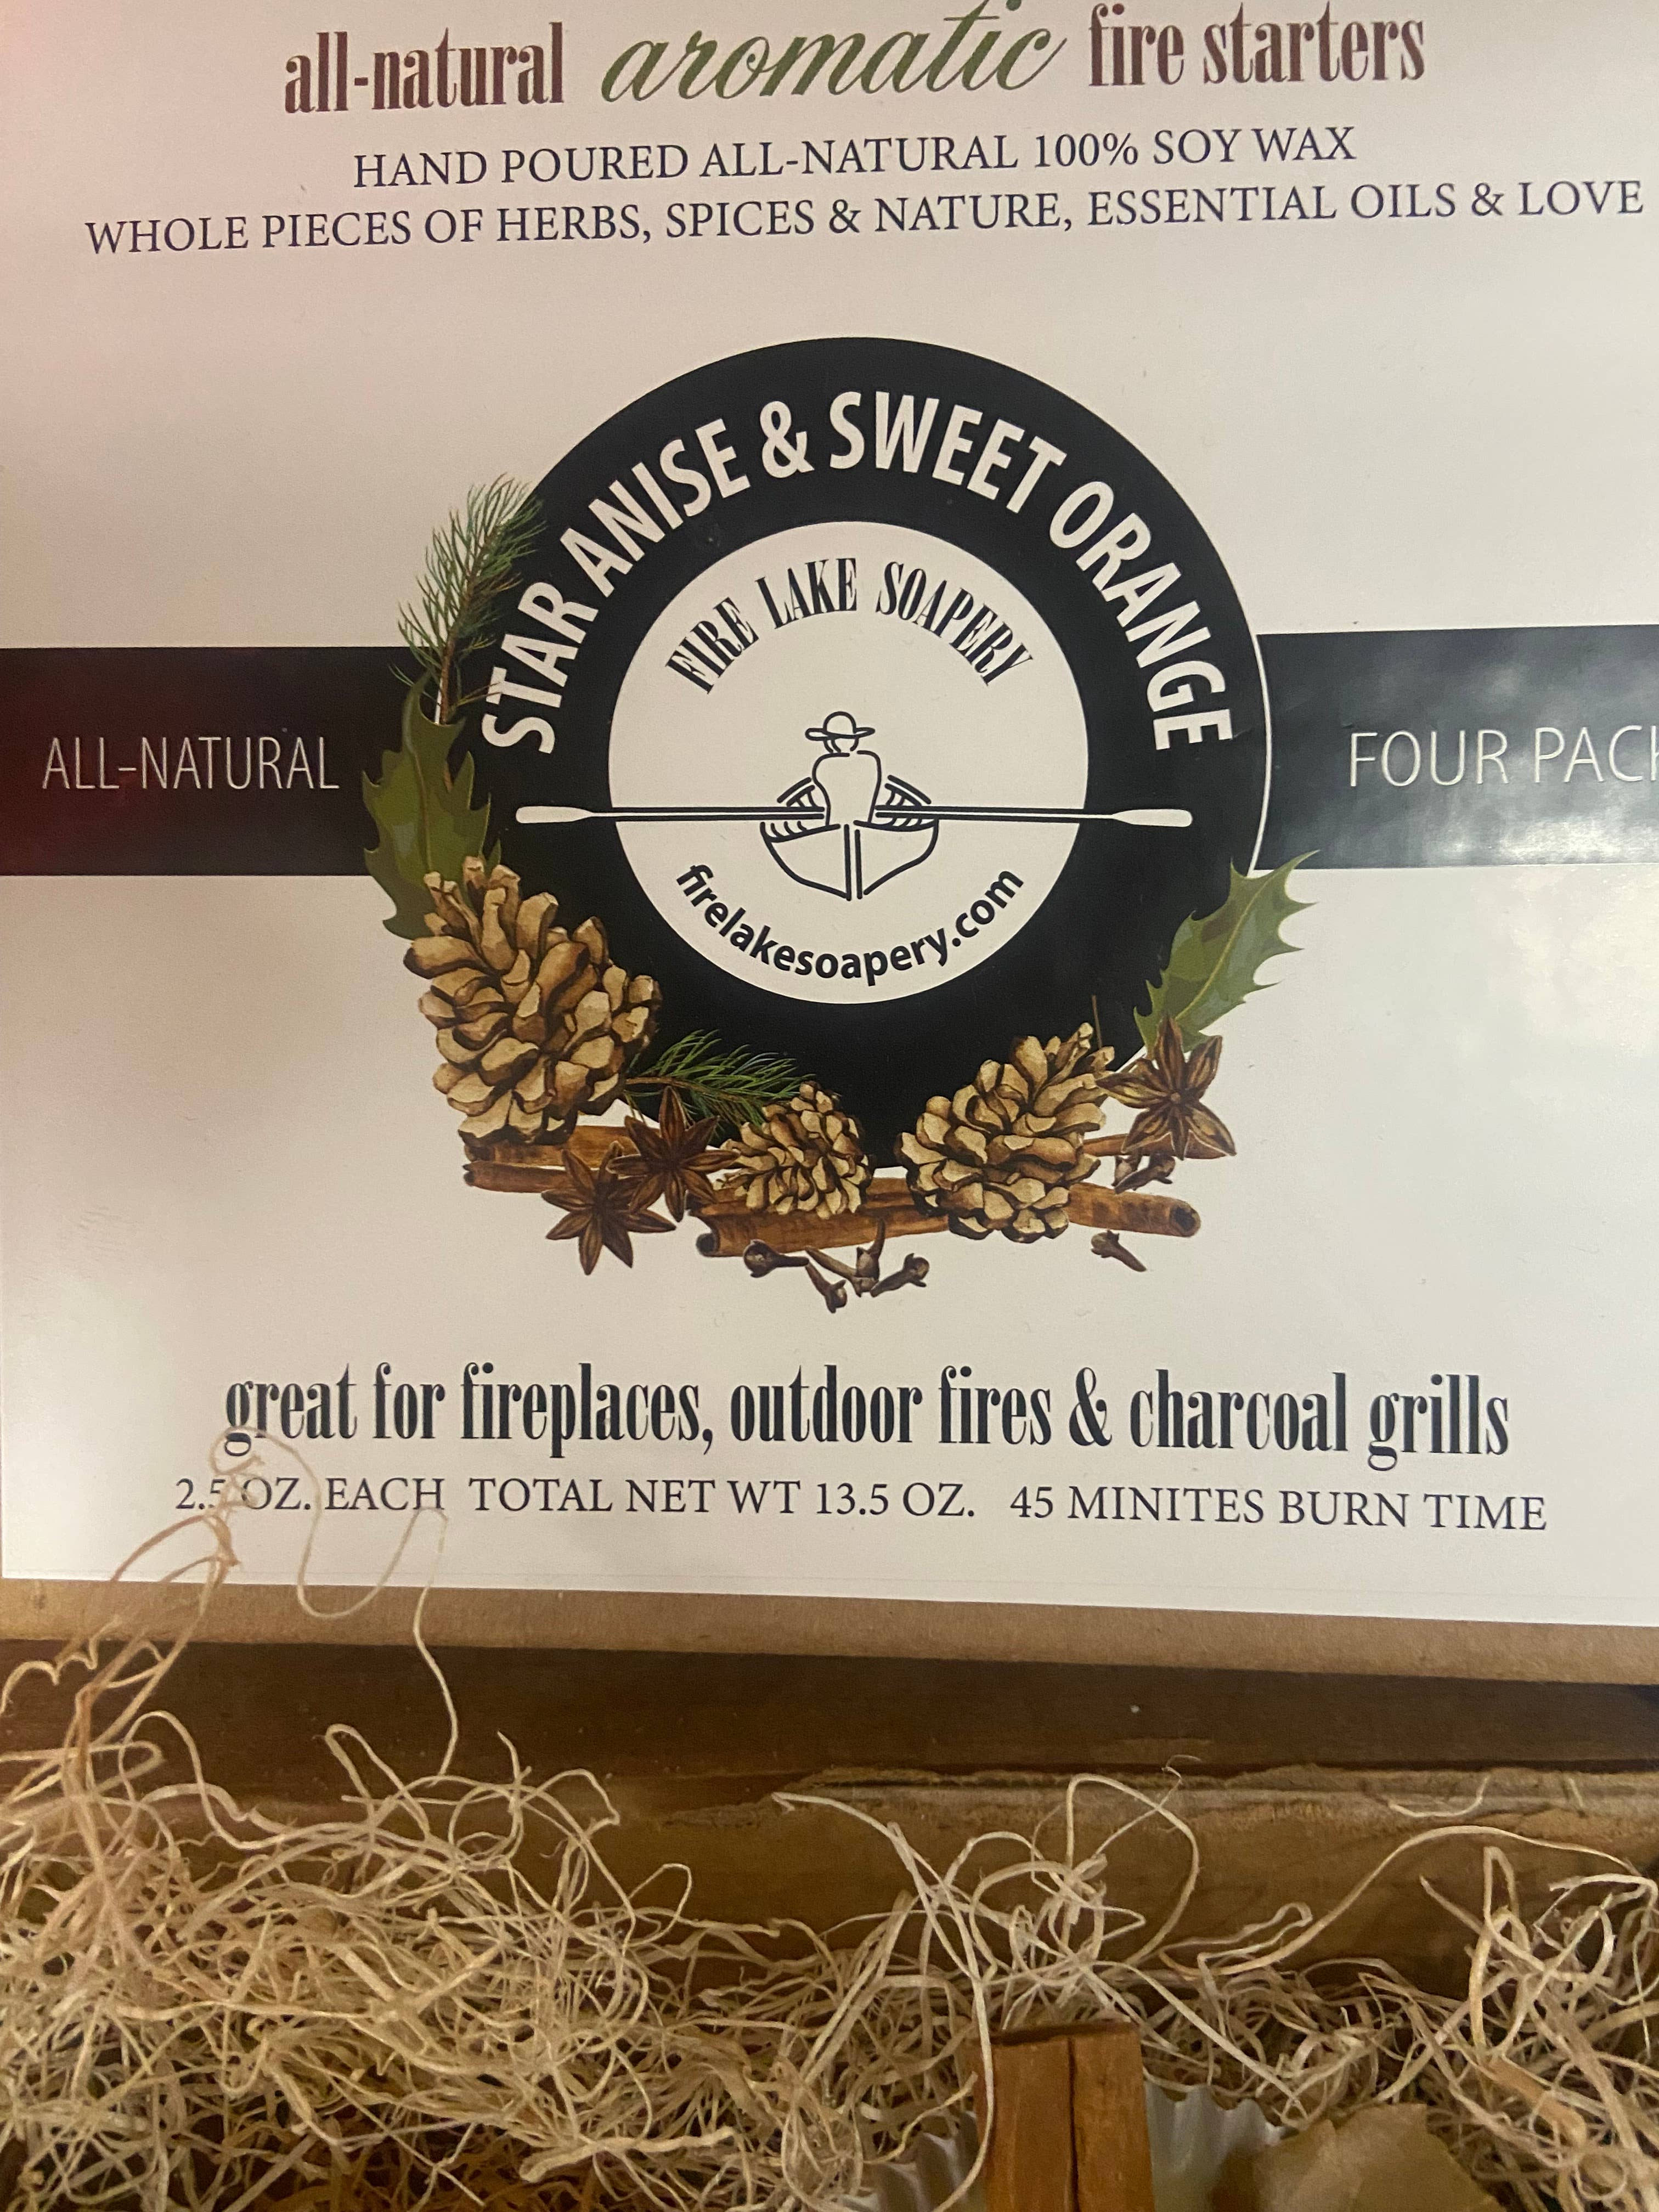 all-natural aromatic fire starters
HAND POURED ALL-NATURAL 100% SOY WAX
WHOLE PIECES OF HERBS, SPICES & NATURE, ESSENTIAL OILS & LOVE
STAR ANISE & SWEET ORANGE
FIRE LAKE SOAPERY
ALL-NATURAL
FOUR PACK
firelakesoapery.com
great for fireplaces, outdoor fires & charcoal grills
2.5 OZ. EACH TOTAL NET WT 13.5 OZ. 45 MINITES BURN TIME